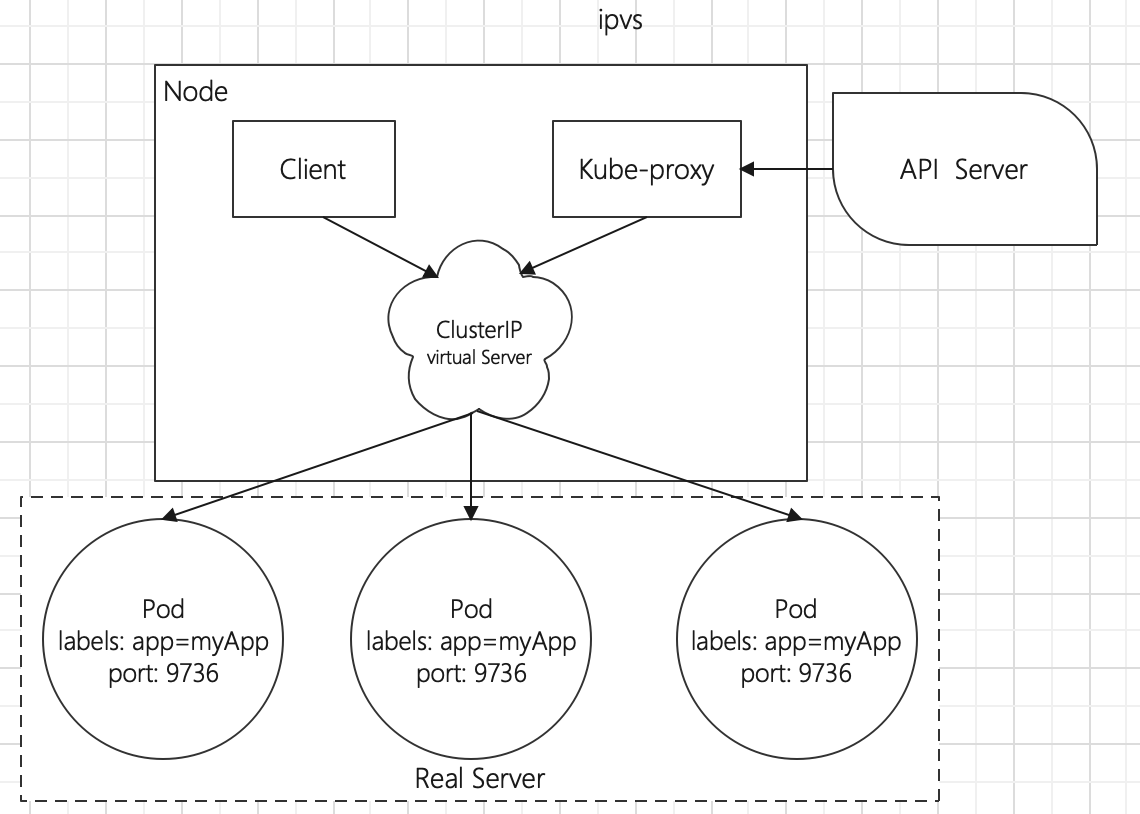 ipvs
Node
Client
Kube-proxy
API Server
ClusterIP
virtual Server
Pod
labels: app=myApp
port: 9736
Pod
labels: app=myApp
port: 9736
Pod
labels: app=myApp
port: 9736
Real Server